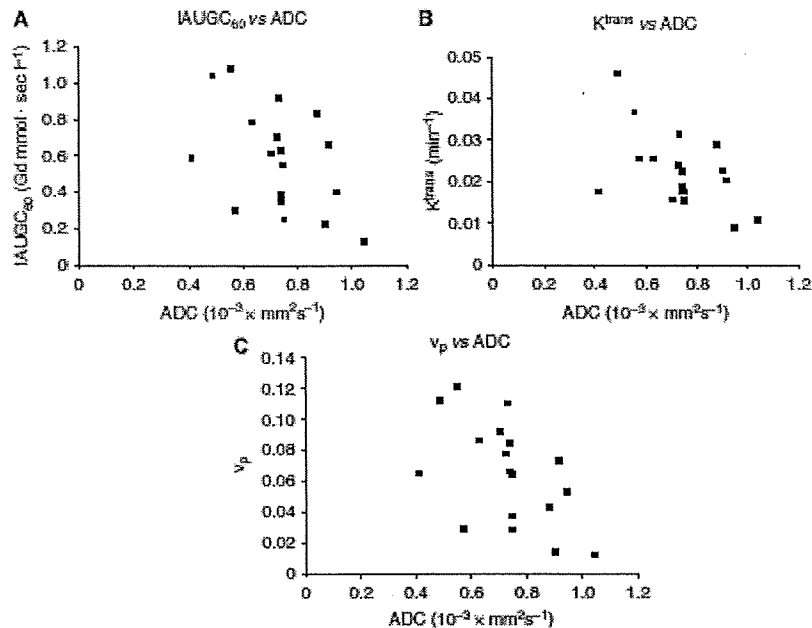 A
IAUGC60 vs ADC
IAUGC60 (Gd mmol · sec l⁻¹)
1.2
1.0
0.8
0.6
0.4
0.2
0
0 0.2 0.4 0.6 0.8 1.0 1.2
ADC (10⁻³ × mm²s⁻¹)
B
Kᵗʳᵃⁿˢ vs ADC
Kᵗʳᵃⁿˢ (min⁻¹)
0.05
0.04
0.03
0.02
0.01
0
0 0.2 0.4 0.6 0.8 1.0 1.2
ADC (10⁻³ × mm²s⁻¹)
C
vp vs ADC
vp
0.14
0.12
0.10
0.08
0.06
0.04
0.02
0
0 0.2 0.4 0.6 0.8 1.0 1.2
ADC (10⁻³ × mm²s⁻¹)